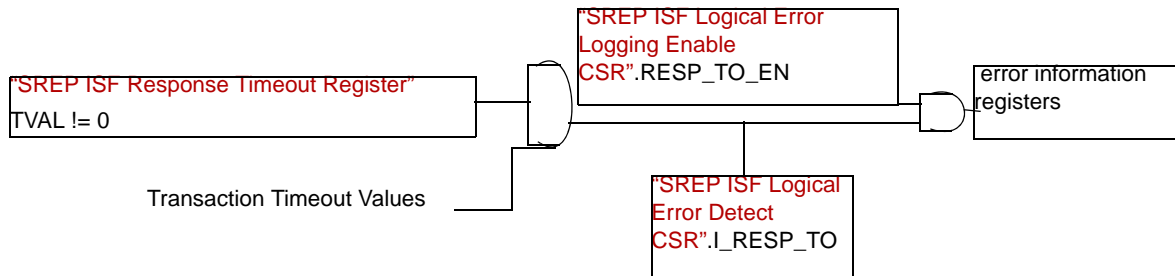 “SREP ISF Logical Error
Logging Enable
CSR”.RESP_TO_EN
“SREP ISF Response Timeout Register”
TVAL != 0
error information
registers
Transaction Timeout Values
“SREP ISF Logical
Error Detect
CSR”.I_RESP_TO